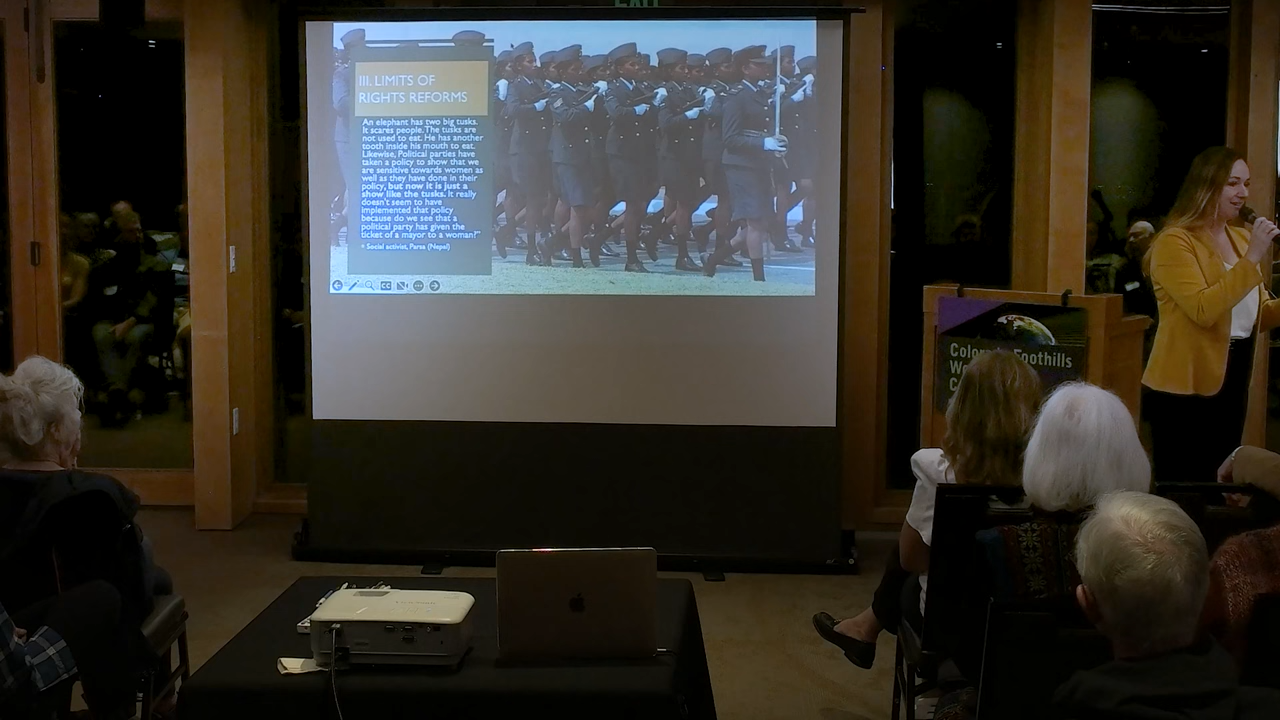 EXIT
III. LIMITS OF
RIGHTS REFORMS
An elephant has two big tusks.
It scares people. The tusks are
not used to eat. He has another
tooth inside his mouth to eat.
Likewise, Political parties have
taken a policy to show that we
are sensitive towards women as
well as they have done in their
policy, but now it is just a
show like the tusks. It really
doesn't seem to have
implemented that policy
because do we see that a
political party has given the
ticket of a mayor to a woman?"
* Social activist, Parsa (Nepal)
CC
Foothills